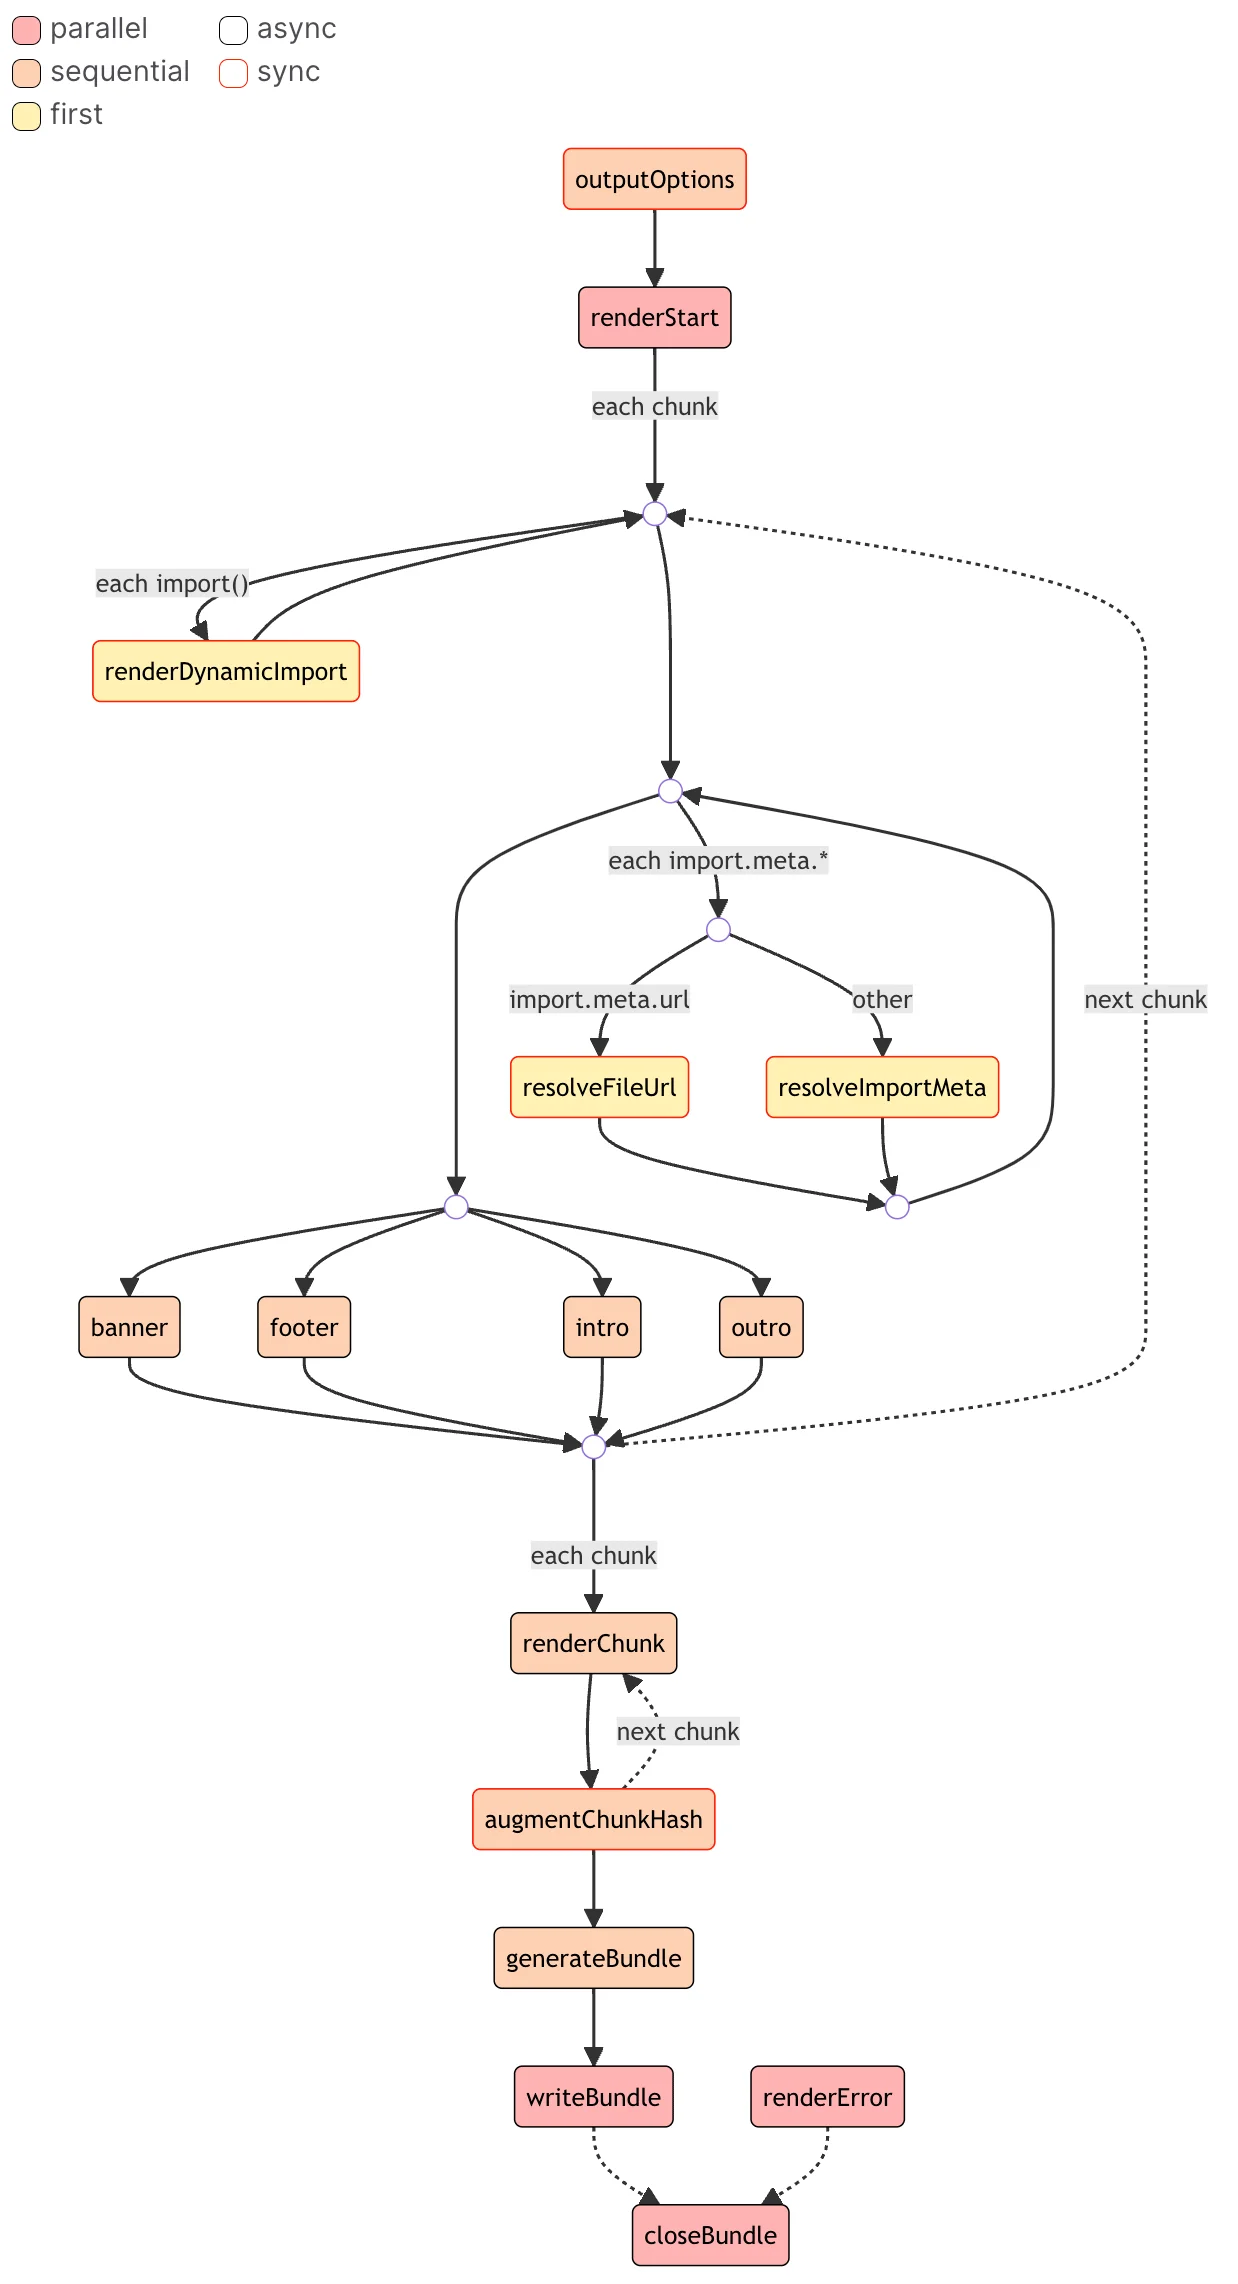 parallel
async
sequential
sync
first
outputOptions
renderStart
each chunk
each import()
renderDynamicImport
each import.meta.*
import.meta.url
other
next chunk
resolveFileUrl
resolveImportMeta
banner
footer
intro
outro
each chunk
renderChunk
next chunk
augmentChunkHash
generateBundle
writeBundle
renderError
closeBundle